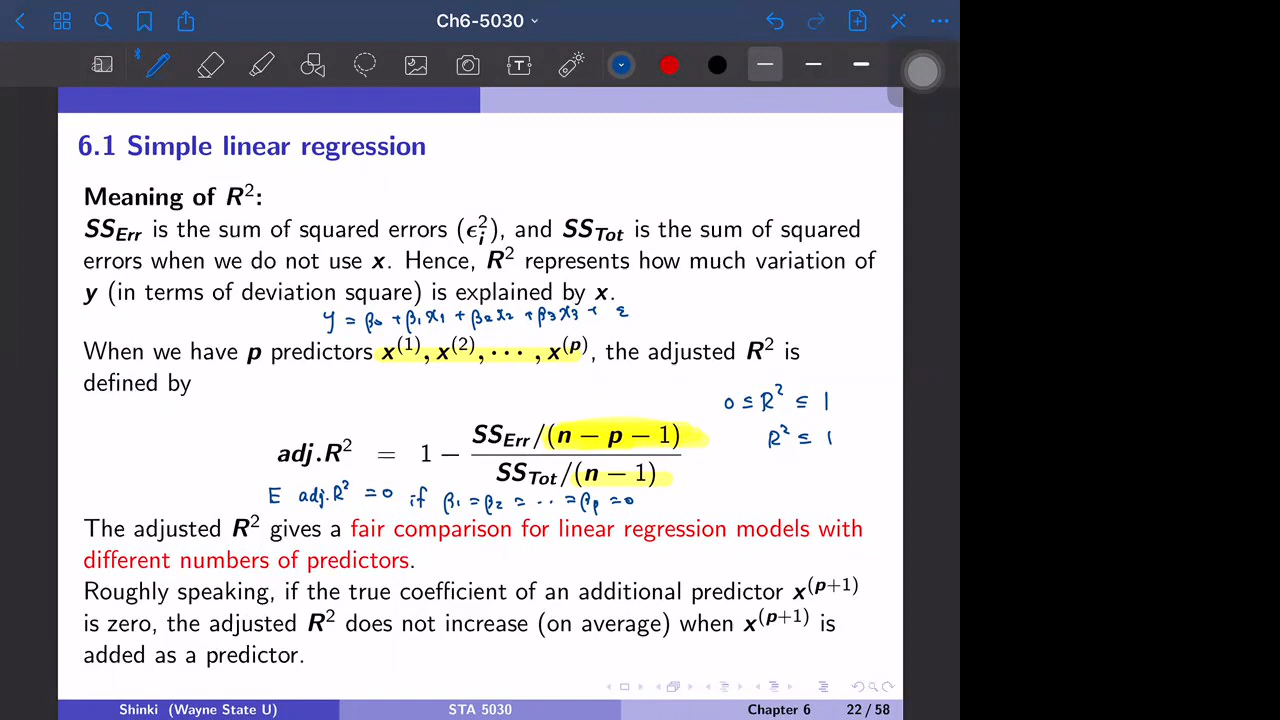 Ch6-5030
6.1 Simple linear regression
Meaning of R²:
SS_Err is the sum of squared errors (ϵ_i²), and SS_Tot is the sum of squared
errors when we do not use x. Hence, R² represents how much variation of
y (in terms of deviation square) is explained by x.
y = β₀ + β₁x₁ + β₂x₂ + β₃x₃ + ε
When we have p predictors x⁽¹⁾, x⁽²⁾, ⋯ , x⁽ᵖ⁾, the adjusted R² is
defined by
0 ≤ R² ≤ 1
adj.R² = 1 − SS_Err/(n − p − 1) / SS_Tot/(n − 1)
R² ≤ 1
E adj.R² = 0 if β₁ = β₂ = ⋯ = βp = 0
The adjusted R² gives a fair comparison for linear regression models with
different numbers of predictors.
Roughly speaking, if the true coefficient of an additional predictor x⁽ᵖ⁺¹⁾
is zero, the adjusted R² does not increase (on average) when x⁽ᵖ⁺¹⁾ is
added as a predictor.
Shinki (Wayne State U) STA 5030 Chapter 6 22 / 58